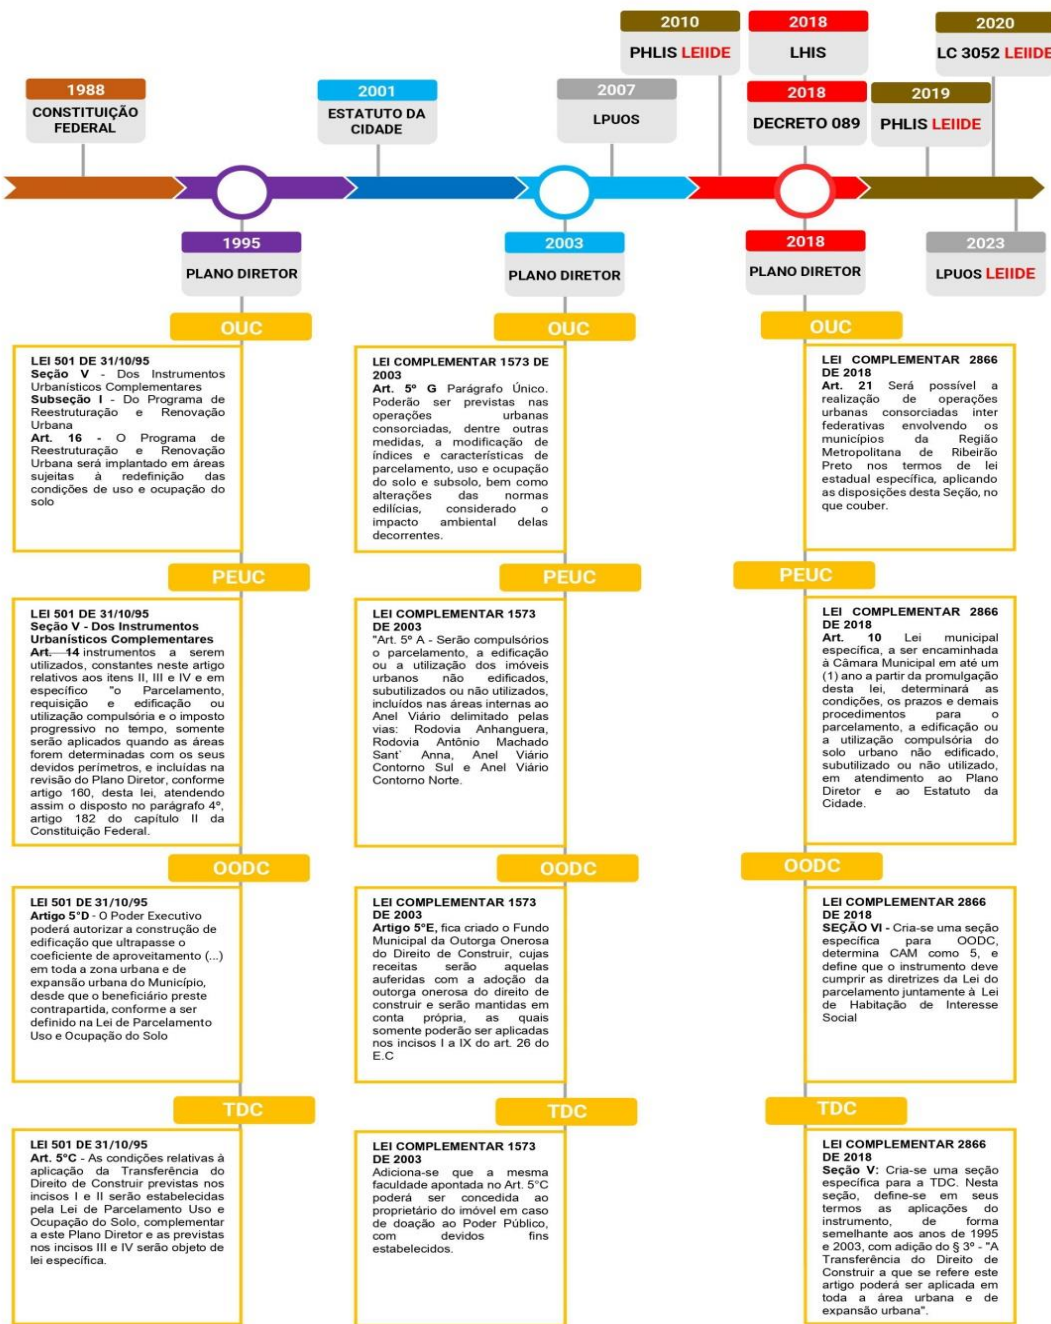 2010
PHLIS LEIIDE
2018
LHIS
2020
LC 3052 LEIIDE
1988
CONSTITUIÇÃO
FEDERAL
2001
ESTATUTO DA
CIDADE
2007
LPUOS
2018
DECRETO 089
2019
PHLIS LEIIDE
1995
PLANO DIRETOR
2003
PLANO DIRETOR
2018
PLANO DIRETOR
2023
LPUOS LEIIDE
OUC
LEI 501 DE 31/10/95
Seção V - Dos Instrumentos
Urbanísticos Complementares
Subseção I - Do Programa de
Reestruturação e Renovação
Urbana
Art. 16 - O Programa de
Reestruturação e Renovação
Urbana será implantado em áreas
sujeitas à redefinição das
condições de uso e ocupação do
solo
OUC
LEI COMPLEMENTAR 1573 DE
2003
Art. 5º G Parágrafo Único.
Poderão ser previstas nas
operações urbanas
consorciadas, dentre outras
medidas, a modificação de
índices e características de
parcelamento, uso e ocupação
do solo e subsolo, bem como
alterações das normas
edilícias, considerado o
impacto ambiental delas
decorrentes.
OUC
LEI COMPLEMENTAR 2866
DE 2018
Art. 21 Será possível a
realização de operações
urbanas consorciadas inter
federativas envolvendo os
municípios da Região
Metropolitana de Ribeirão
Preto nos termos de lei
estadual específica, aplicando
as disposições desta Seção, no
que couber.
PEUC
LEI 501 DE 31/10/95
Seção V - Dos Instrumentos
Urbanísticos Complementares
Art. 14 instrumentos a serem
utilizados, constantes neste artigo
relativos aos itens II, III e IV e em
específico "o Parcelamento,
requisição e edificação ou
utilização compulsória e o imposto
progressivo no tempo, somente
serão aplicados quando as áreas
forem determinadas com os seus
devidos perímetros, e incluídas na
revisão do Plano Diretor, conforme
artigo 160, desta lei, atendendo
assim o disposto no parágrafo 4º,
artigo 182 do capítulo II da
Constituição Federal.
PEUC
LEI COMPLEMENTAR 1573
DE 2003
"Art. 5º A - Serão compulsórios
o parcelamento, a edificação
ou a utilização dos imóveis
urbanos não edificados,
subutilizados ou não utilizados,
incluídos nas áreas internas ao
Anel Viário delimitado pelas
vias: Rodovia Anhanguera,
Rodovia Antônio Machado
Sant` Anna, Anel Viário
Contorno Sul e Anel Viário
Contorno Norte.
PEUC
LEI COMPLEMENTAR 2866
DE 2018
Art. 10 Lei municipal
específica, a ser encaminhada
à Câmara Municipal em até um
(1) ano a partir da promulgação
desta lei, determinará as
condições, os prazos e demais
procedimentos para o
parcelamento, a edificação ou
a utilização compulsória do
solo urbano não edificado,
subutilizado ou não utilizado,
em atendimento ao Plano
Diretor e ao Estatuto da
Cidade.
OODC
LEI 501 DE 31/10/95
Artigo 5°D - O Poder Executivo
poderá autorizar a construção de
edificação que ultrapasse o
coeficiente de aproveitamento (...)
em toda a zona urbana e de
expansão urbana do Município,
desde que o beneficiário preste
contrapartida, conforme a ser
definido na Lei de Parcelamento
Uso e Ocupação do Solo
OODC
LEI COMPLEMENTAR 1573
DE 2003
Artigo 5°E, fica criado o Fundo
Municipal da Outorga Onerosa
do Direito de Construir, cujas
receitas serão aquelas
auferidas com a adoção da
outorga onerosa do direito de
construir e serão mantidas em
conta própria, as quais
somente poderão ser aplicadas
nos incisos I a IX do art. 26 do
E.C
OODC
LEI COMPLEMENTAR 2866
DE 2018
SEÇÃO VI - Cria-se uma seção
específica para OODC,
determina CAM como 5, e
define que o instrumento deve
cumprir as diretrizes da Lei do
parcelamento juntamente à Lei
de Habitação de Interesse
Social
TDC
LEI 501 DE 31/10/95
Art. 5°C - As condições relativas à
aplicação da Transferência do
Direito de Construir previstas nos
incisos I e II serão estabelecidas
pela Lei de Parcelamento Uso e
Ocupação do Solo, complementar
a este Plano Diretor e as previstas
nos incisos III e IV serão objeto de
lei específica.
TDC
LEI COMPLEMENTAR 1573
DE 2003
Adiciona-se que a mesma
faculdade apontada no Art. 5°C
poderá ser concedida ao
proprietário do imóvel em caso
de doação ao Poder Público,
com devidos fins
estabelecidos.
TDC
LEI COMPLEMENTAR 2866
DE 2018
Seção V: Cria-se uma seção
específica para a TDC. Nesta
seção, define-se em seus
termos as aplicações do
instrumento, de forma
semelhante aos anos de 1995
e 2003, com adição do § 3º - "A
Transferência do Direito de
Construir a que se refere este
artigo poderá ser aplicada em
toda a área urbana e de
expansão urbana".